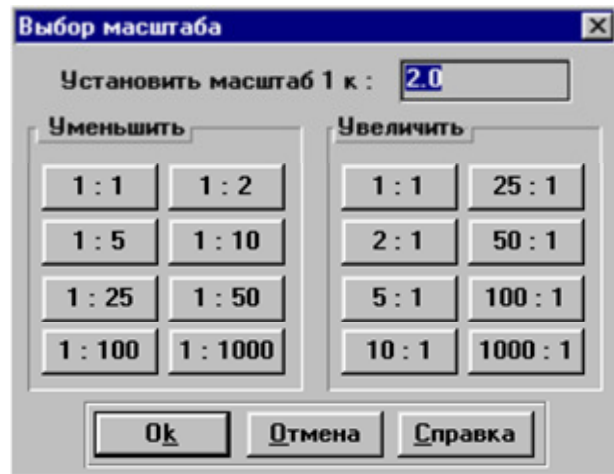 Выбор масштаба
Установить масштаб 1 к : 2.0
Уменьшить
1 : 1 1 : 2
1 : 5 1 : 10
1 : 25 1 : 50
1 : 100 1 : 1000
Увеличить
1 : 1 25 : 1
2 : 1 50 : 1
5 : 1 100 : 1
10 : 1 1000 : 1
Ok Отмена Справка